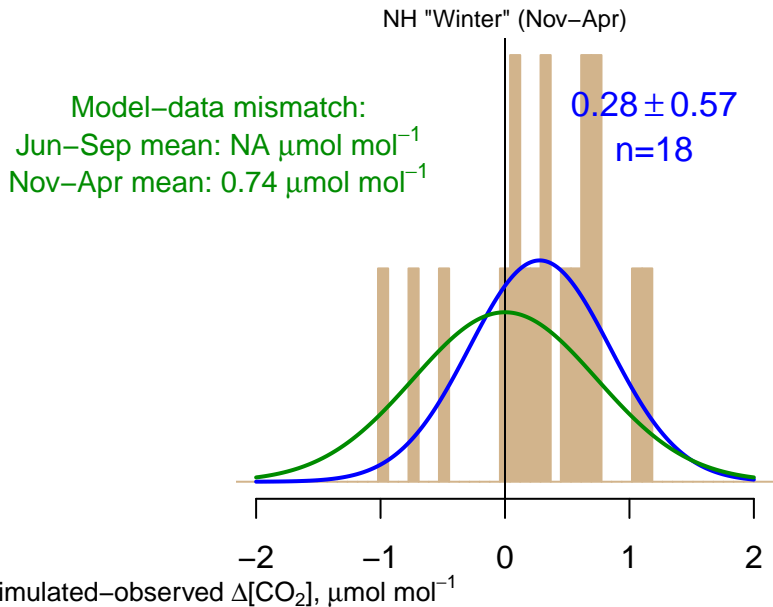 NH "Winter" (Nov−Apr)
Model−data mismatch:
Jun−Sep mean: NA μmol mol⁻¹
Nov−Apr mean: 0.74 μmol mol⁻¹
0.28 ± 0.57
n=18
−2 −1 0 1 2
imulated−observed Δ[CO₂], μmol mol⁻¹